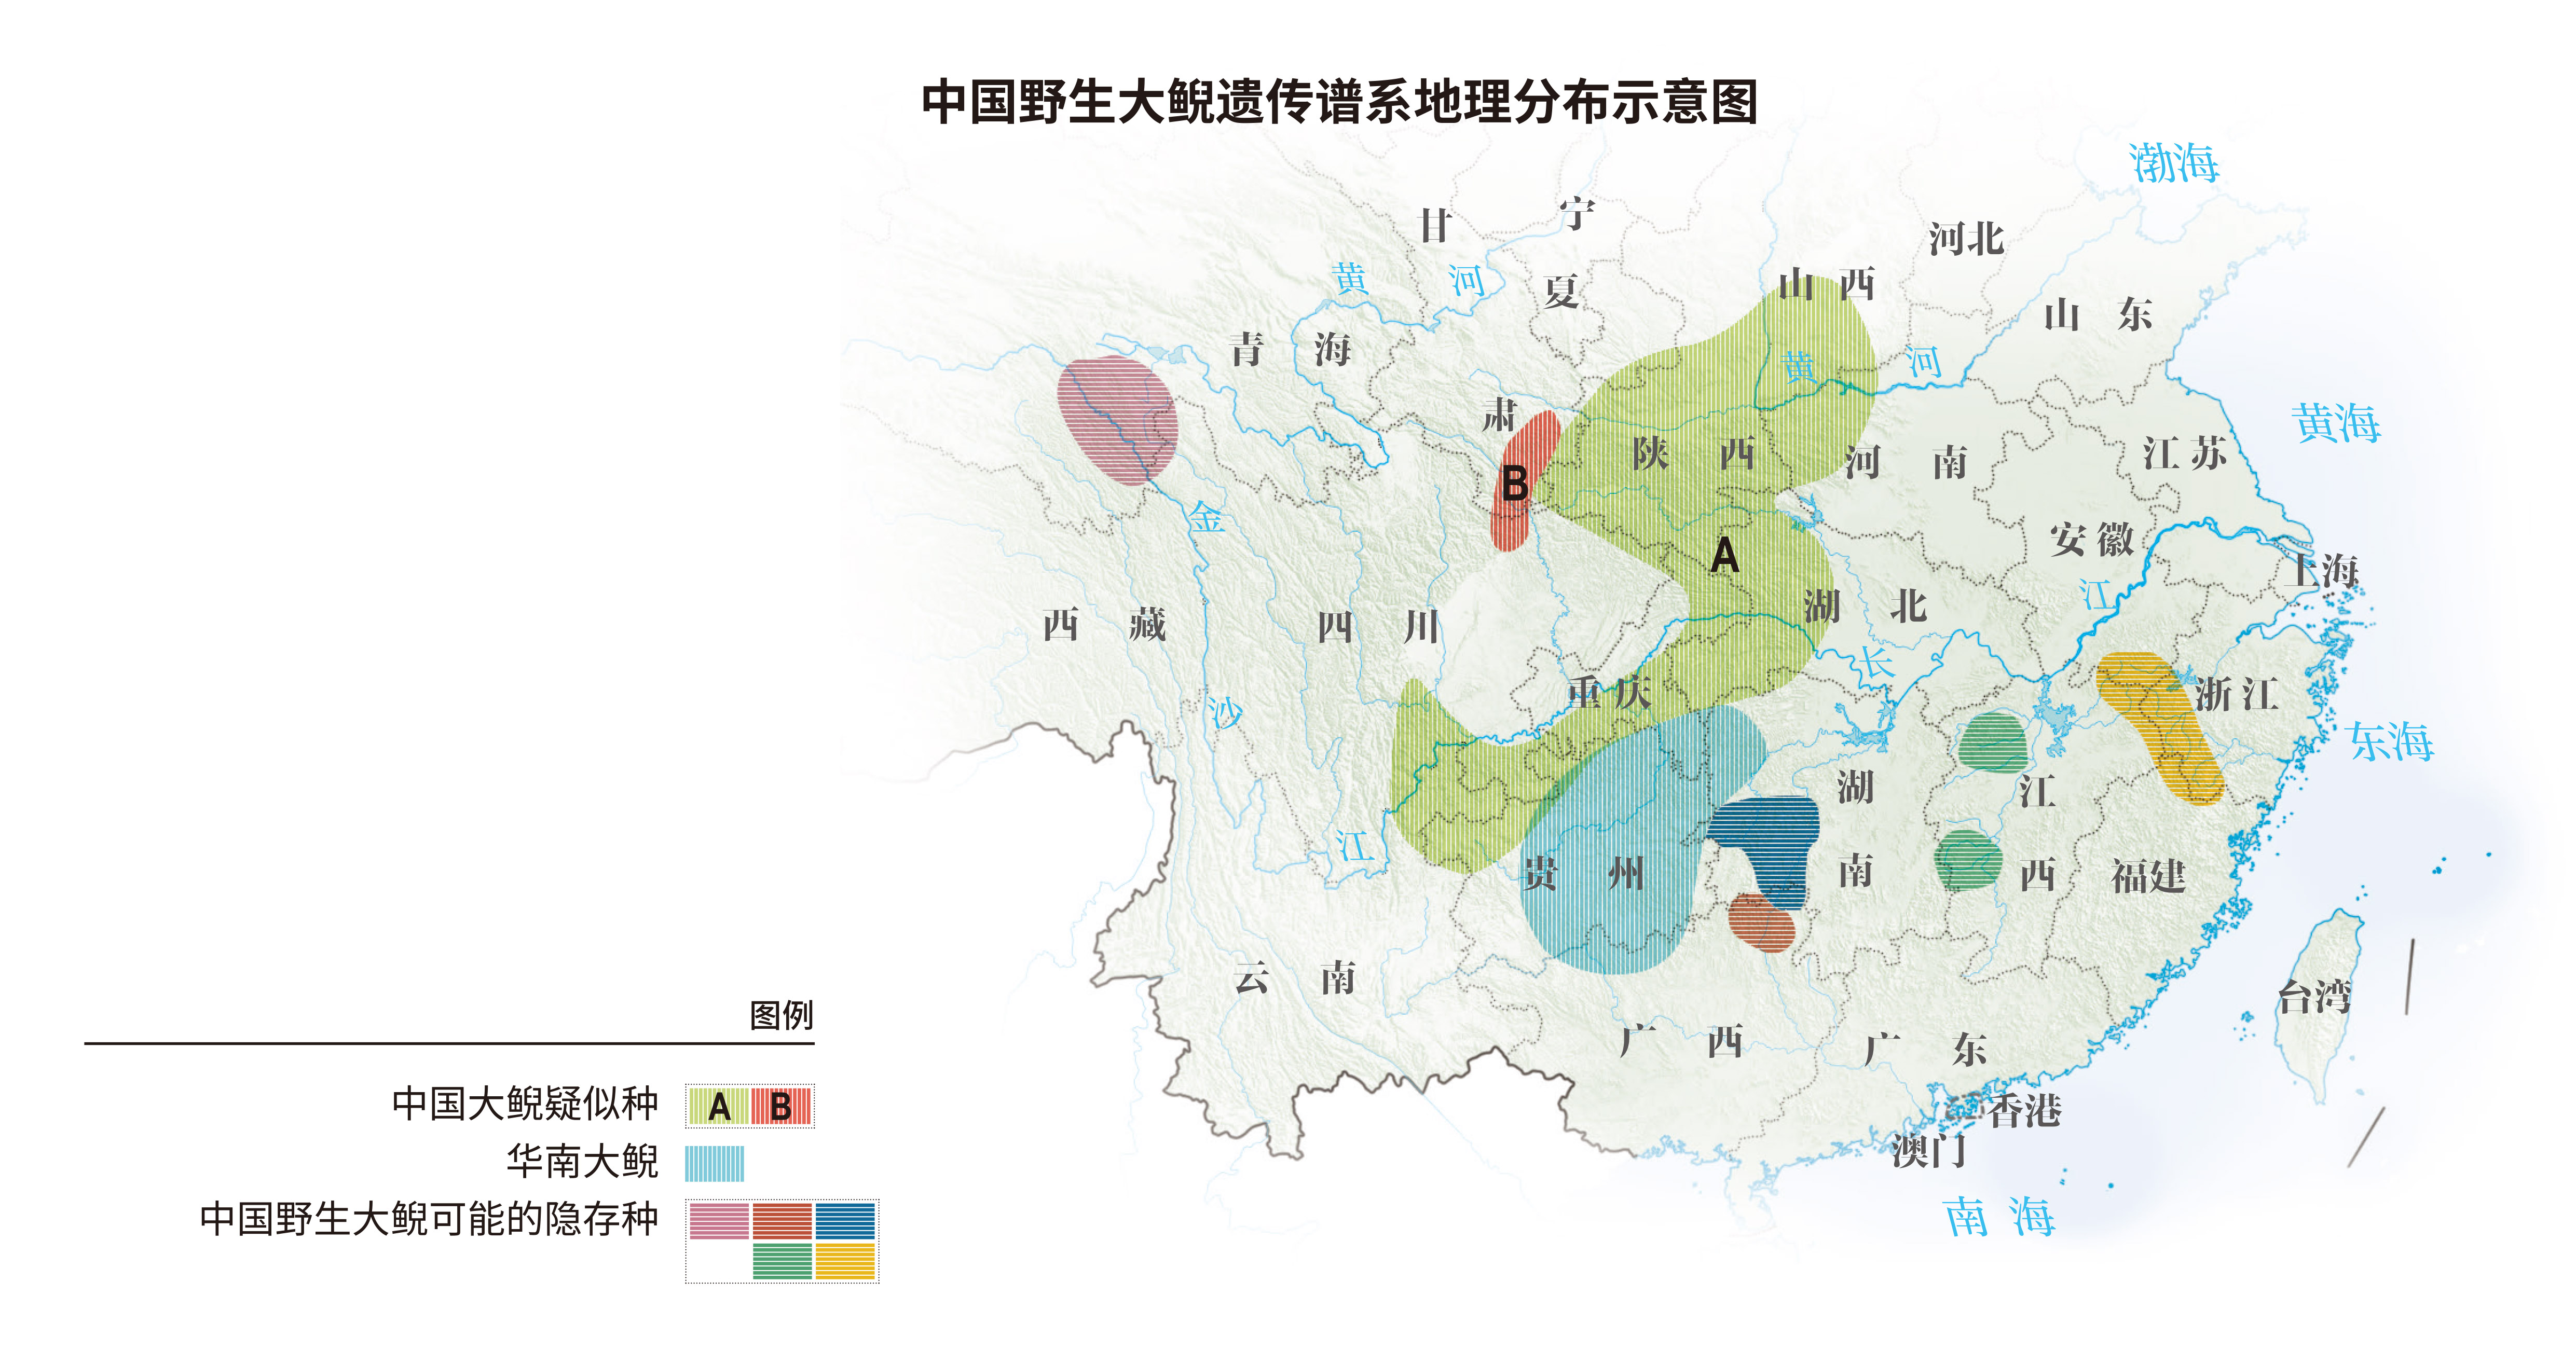 中国野生大鲵遗传谱系地理分布示意图
渤海
甘
宁
河北
夏
黄
河
山 西
山 东
青 海
黄
河
肃
黄海
陕 西
河 南
江苏
B
金
A
安徽
上海
江
西 藏
四 川
湖 北
长
重庆
浙江
沙
东海
湖
江
江
贵 州
南
西
福建
云 南
台湾
广 西
广 东
香港
澳门
南 海
图例
中国大鲵疑似种
A
B
华南大鲵
中国野生大鲵可能的隐存种